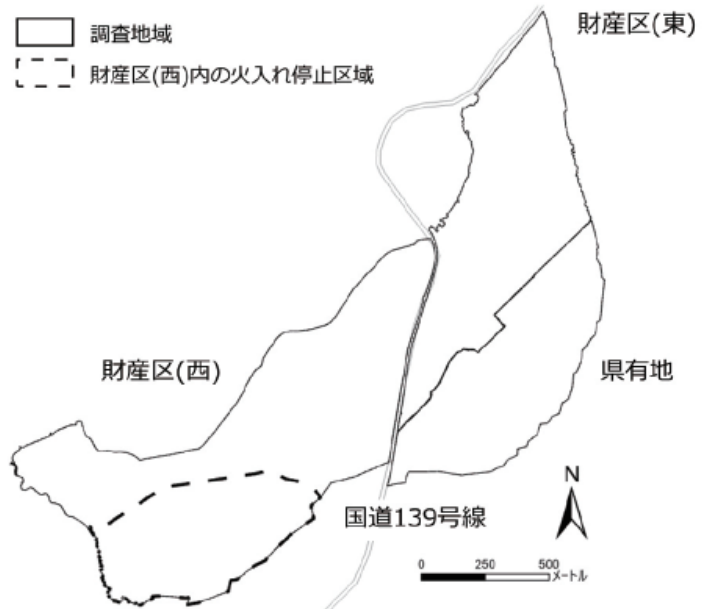 調査地域
財産区(西)内の火入れ停止区域
財産区(東)
財産区(西)
県有地
国道139号線
N
0 250 500
メートル